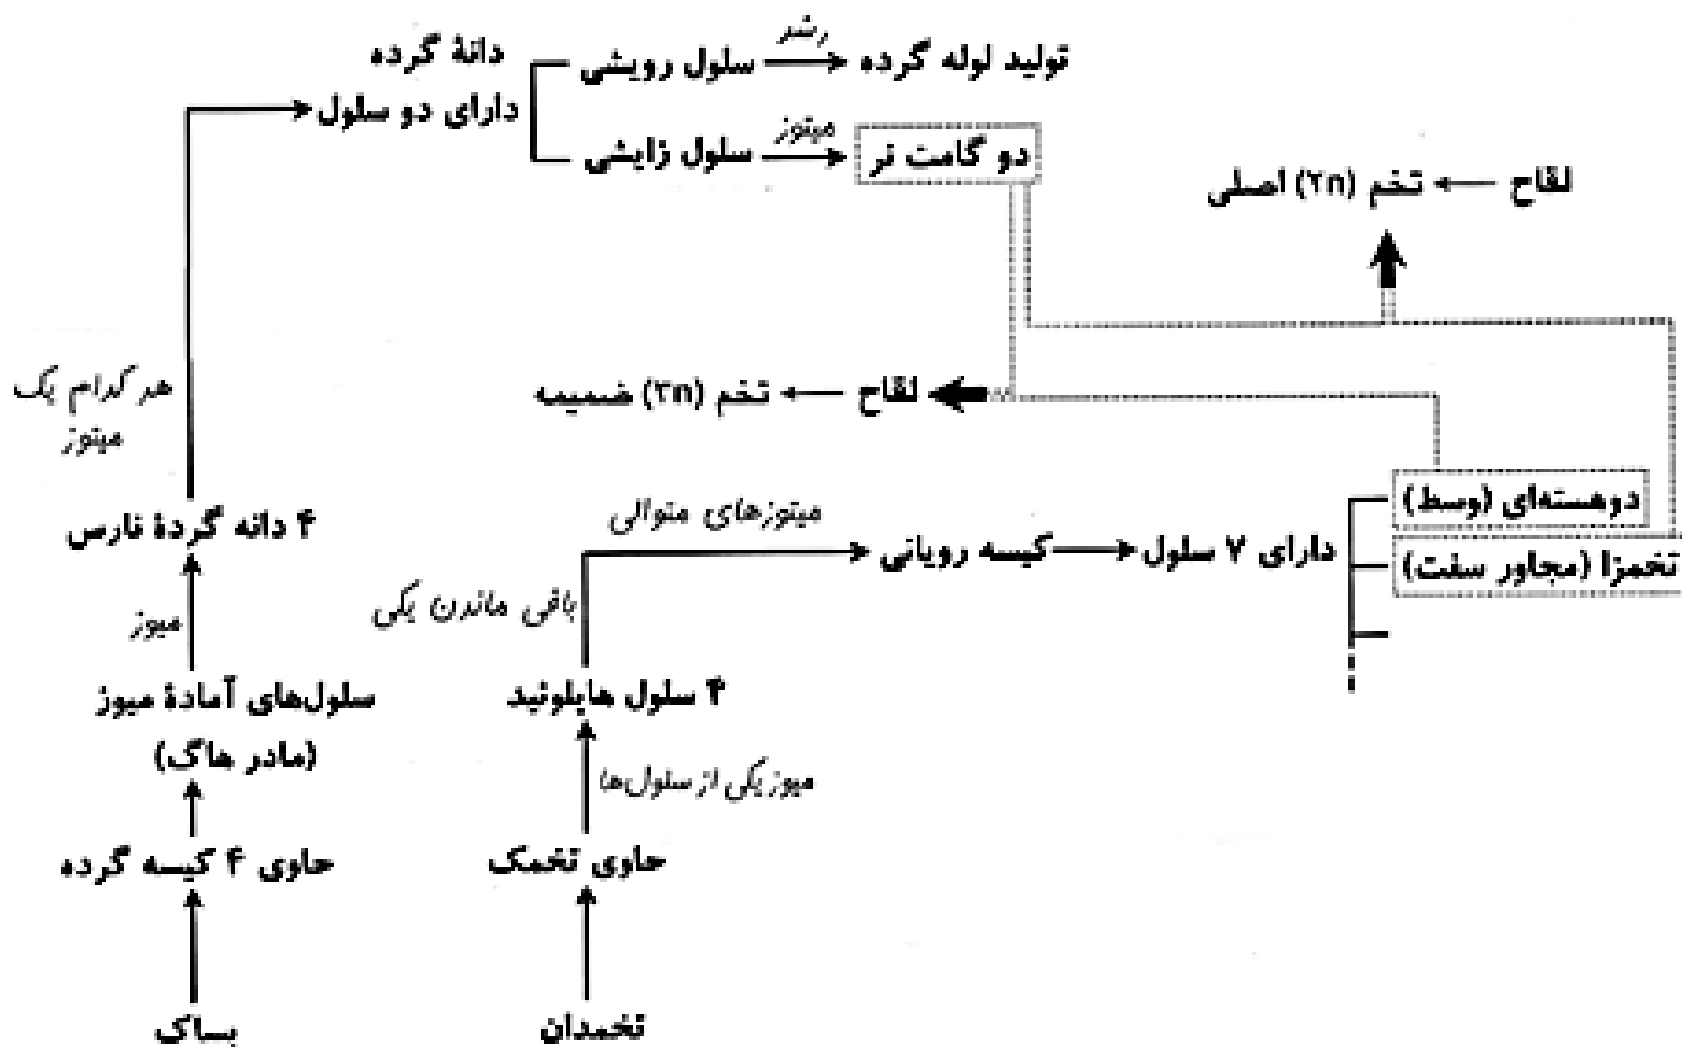 دانۀ گرده
دارای دو سلول
سلول رویشی
رشد
تولید لوله گرده
سلول زایشی
میتوز
دو گامت نر
لقاح
تخم (۲n) اصلی
هر کدام یک
میتوز
لقاح
تخم (۳n) ضمیمه
۴ دانه گردۀ نارس
میتوزهای متوالی
کیسه رویانی
دارای ۷ سلول
دوهسته‌ای (وسط)
تخمزا (مجاور سفت)
میوز
باقی ماندن یکی
سلول‌های آمادۀ میوز
(مادر هاگ)
۴ سلول هاپلوئید
میوز یکی از سلول‌ها
حاوی ۴ کیسه گرده
حاوی تخمک
بساک
تخمدان